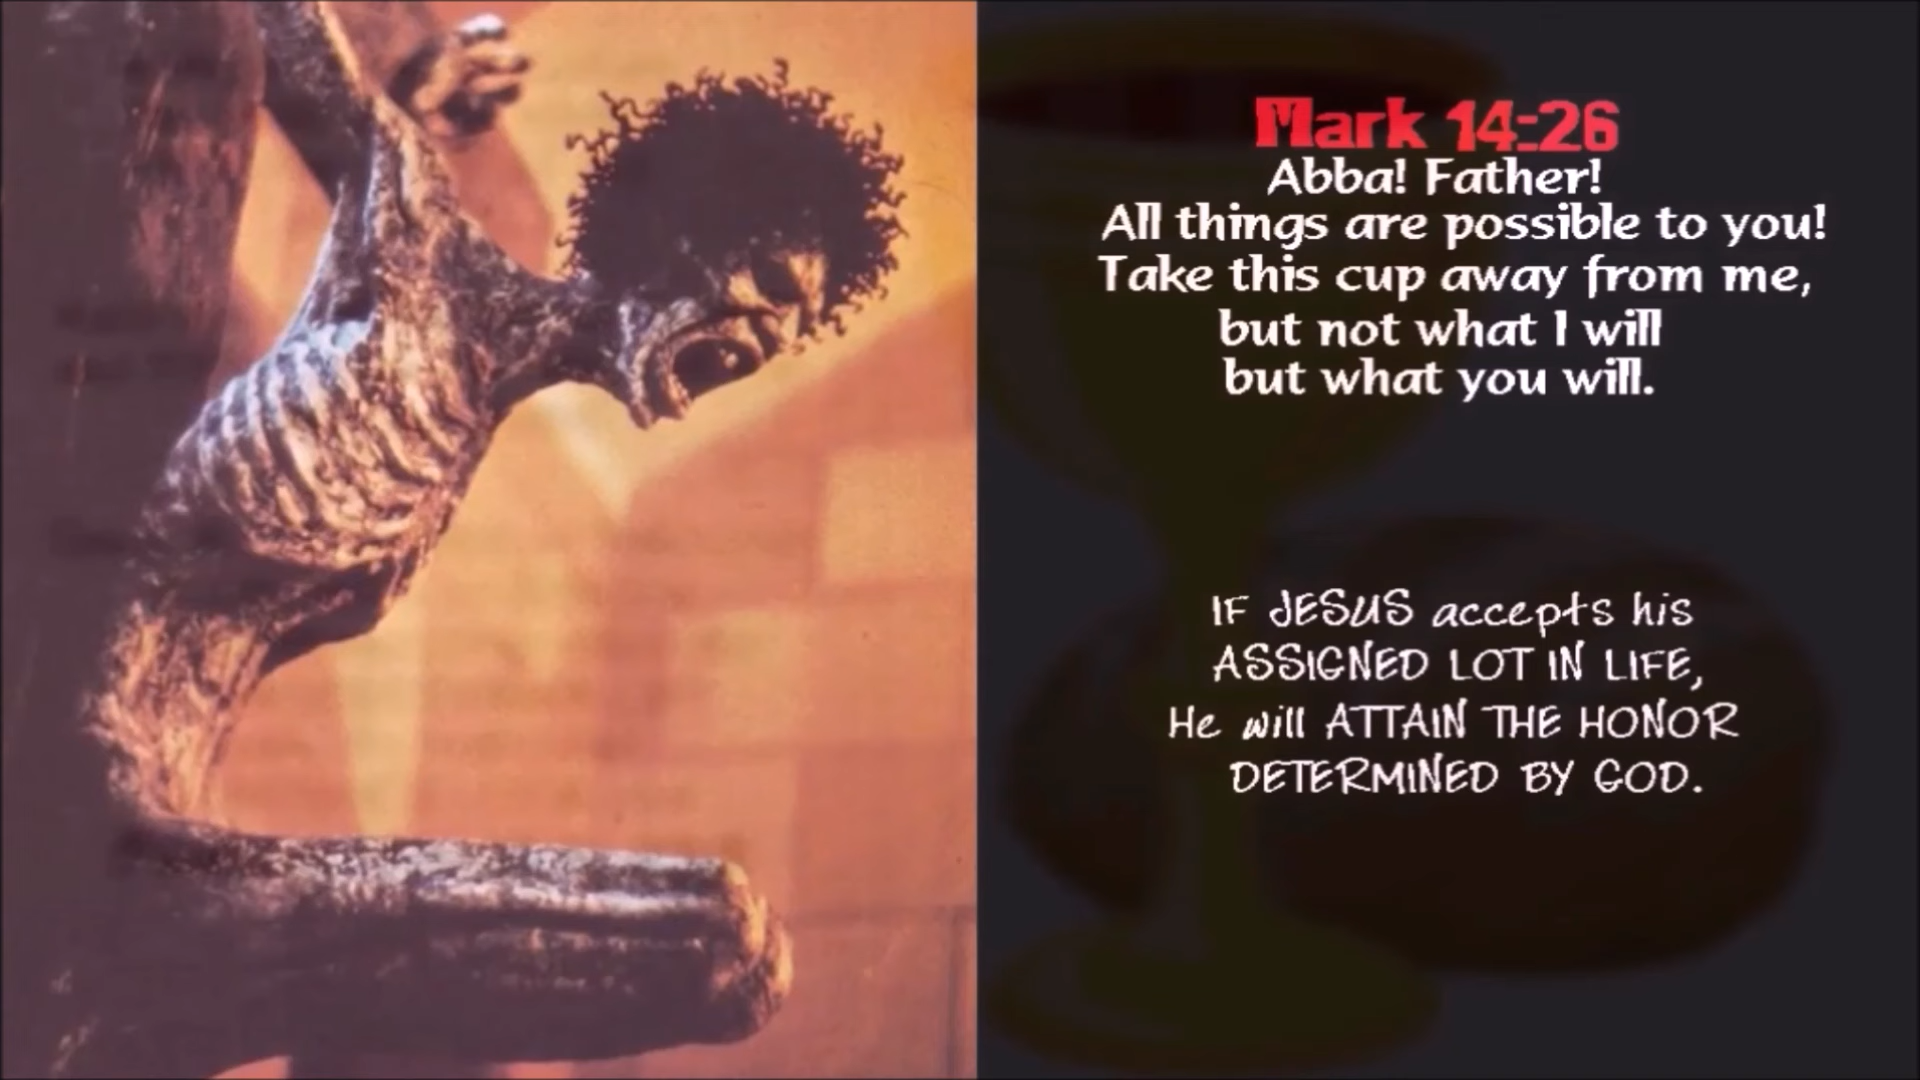 Mark 14:26
Abba! Father!
All things are possible to you!
Take this cup away from me,
but not what I will
but what you will.
IF JESUS accepts his
ASSIGNED LOT IN LIFE,
He will ATTAIN THE HONOR
DETERMINED BY GOD.